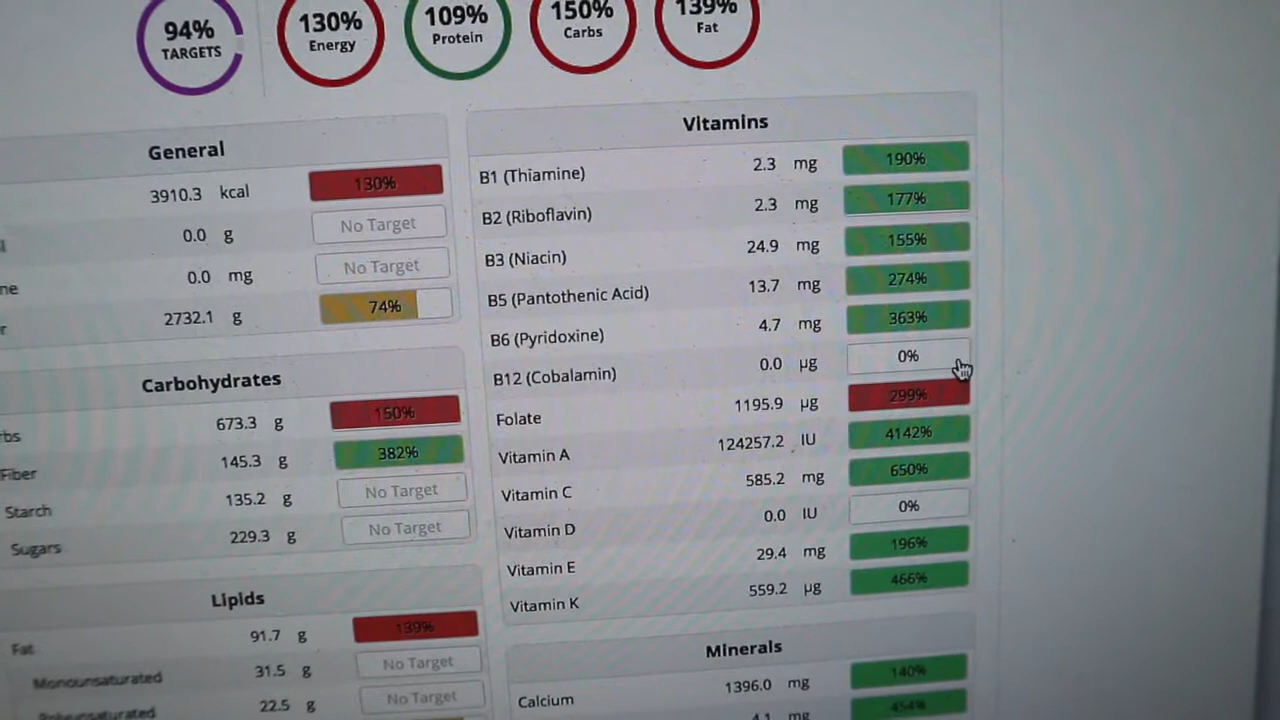 94% TARGETS
130% Energy
109% Protein
150% Carbs
139% Fat
General
3910.3 kcal 130%
0.0 g No Target
0.0 mg No Target
2732.1 g 74%
Carbohydrates
673.3 g 150%
Fiber 145.3 g 382%
Starch 135.2 g No Target
Sugars 229.3 g No Target
Lipids
Fat 91.7 g 139%
Monounsaturated 31.5 g No Target
22.5 g No Target
Vitamins
B1 (Thiamine) 2.3 mg 190%
B2 (Riboflavin) 2.3 mg 177%
B3 (Niacin) 24.9 mg 155%
B5 (Pantothenic Acid) 13.7 mg 274%
B6 (Pyridoxine) 4.7 mg 363%
B12 (Cobalamin) 0.0 µg 0%
Folate 1195.9 µg 299%
Vitamin A 124257.2 IU 4142%
Vitamin C 585.2 mg 650%
Vitamin D 0.0 IU 0%
Vitamin E 29.4 mg 196%
Vitamin K 559.2 µg 466%
Minerals
Calcium 1396.0 mg 140%
4.1 mg 454%